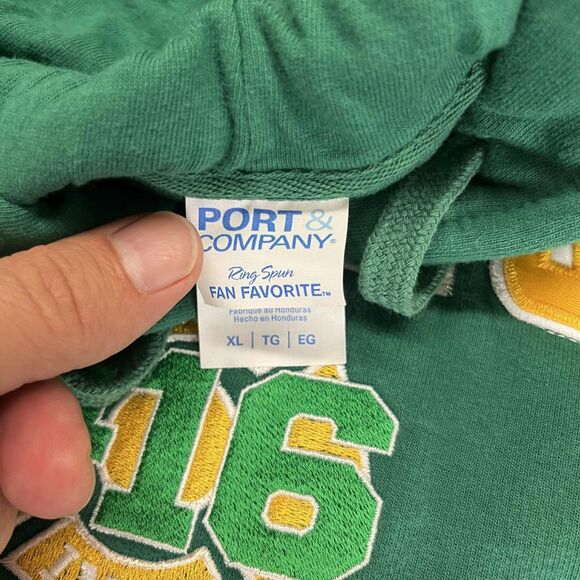 PORT &
COMPANY®
Ring Spun
FAN FAVORITE™
Fabriqué au Honduras
Hecho en Honduras
XL | TG | EG
16